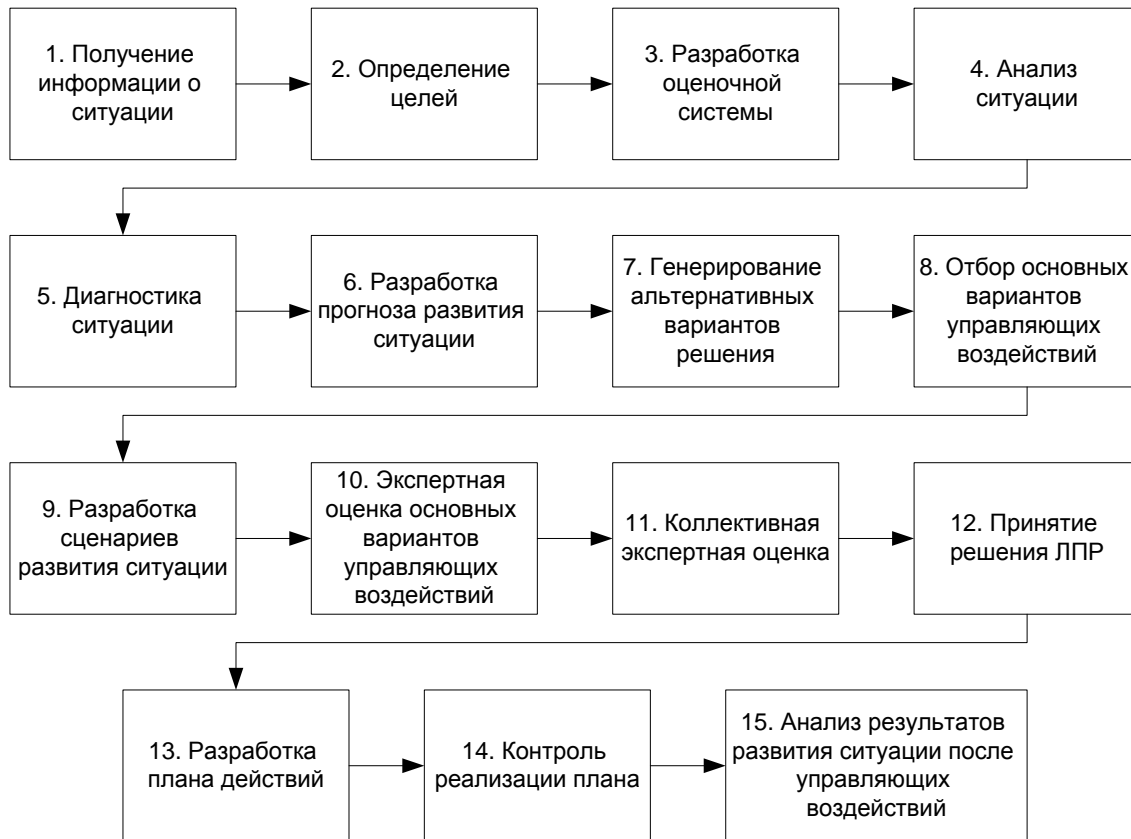 1. Получение
информации о
ситуации
2. Определение
целей
3. Разработка
оценочной
системы
4. Анализ
ситуации
5. Диагностика
ситуации
6. Разработка
прогноза развития
ситуации
7. Генерирование
альтернативных
вариантов
решения
8. Отбор основных
вариантов
управляющих
воздействий
9. Разработка
сценариев
развития ситуации
10. Экспертная
оценка основных
вариантов
управляющих
воздействий
11. Коллективная
экспертная оценка
12. Принятие
решения ЛПР
13. Разработка
плана действий
14. Контроль
реализации плана
15. Анализ результатов
развития ситуации после
управляющих
воздействий